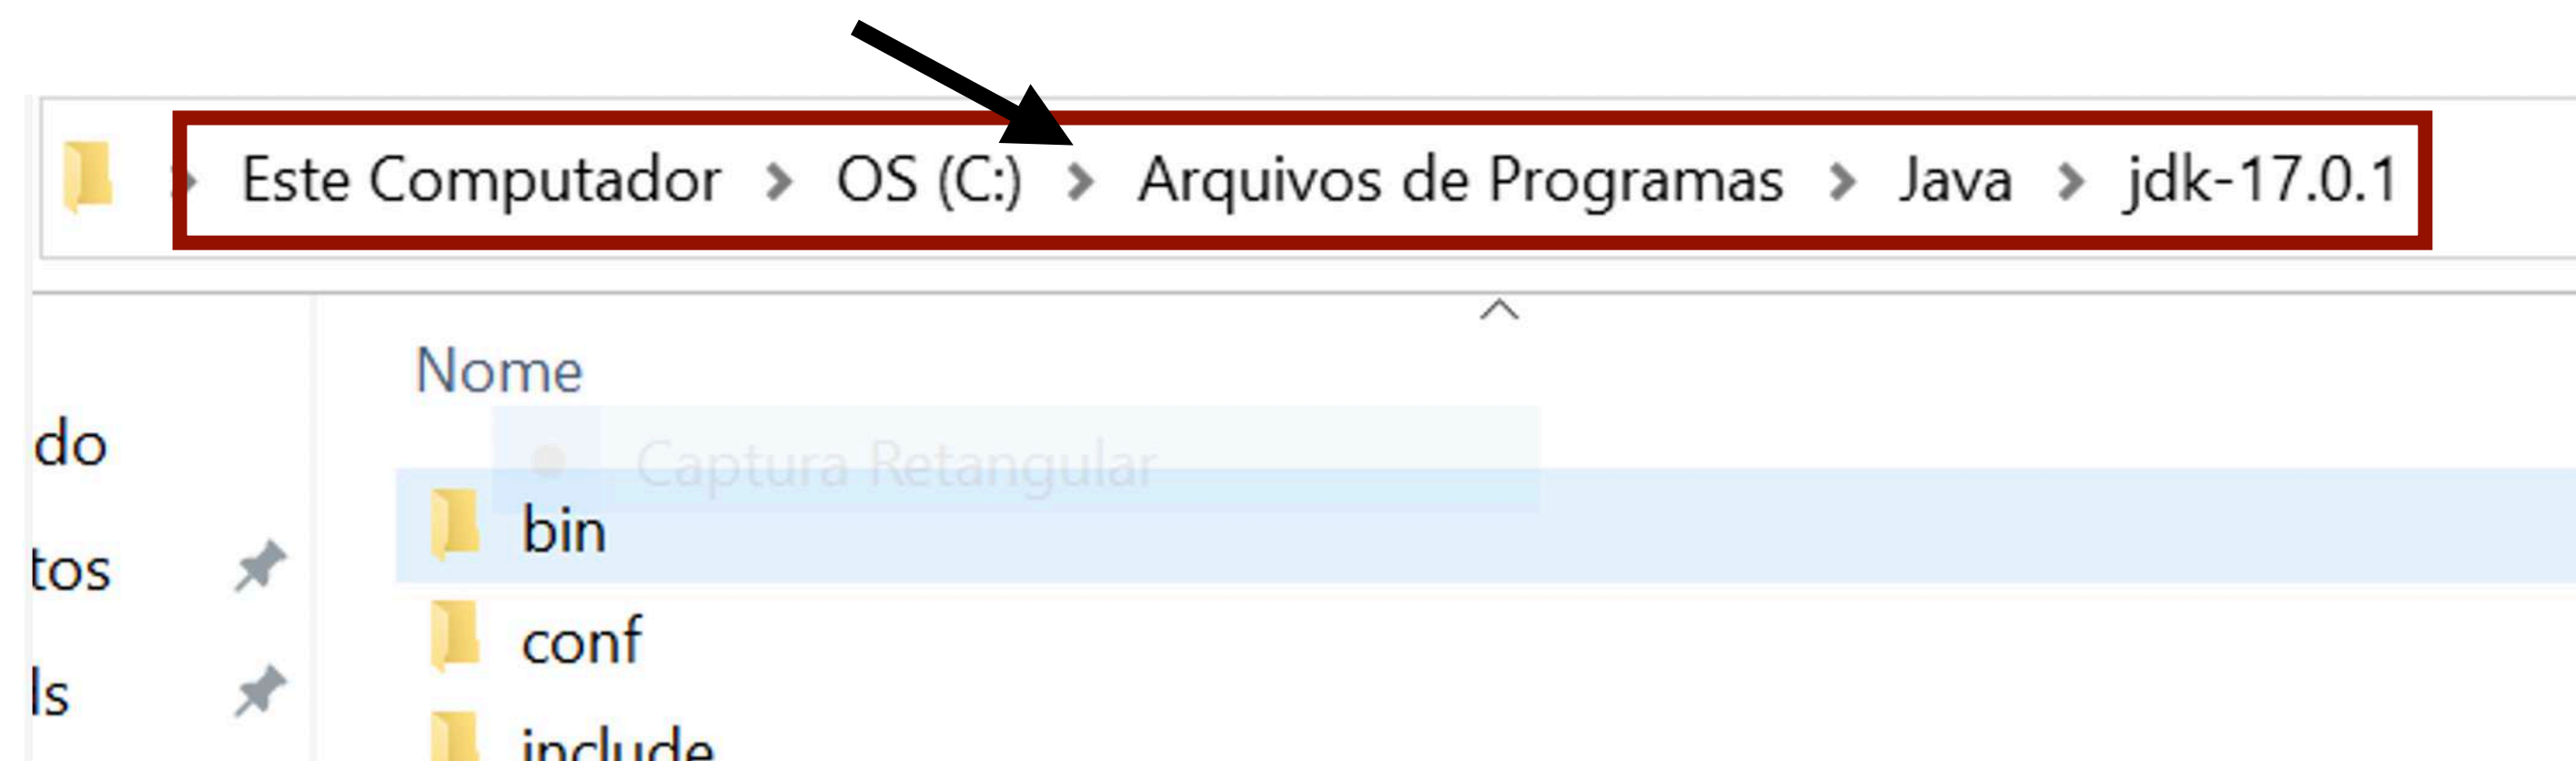 Este Computador > OS (C:) > Arquivos de Programas > Java > jdk-17.0.1
Nome
do
Captura Retangular
bin
tos
conf
ls
include